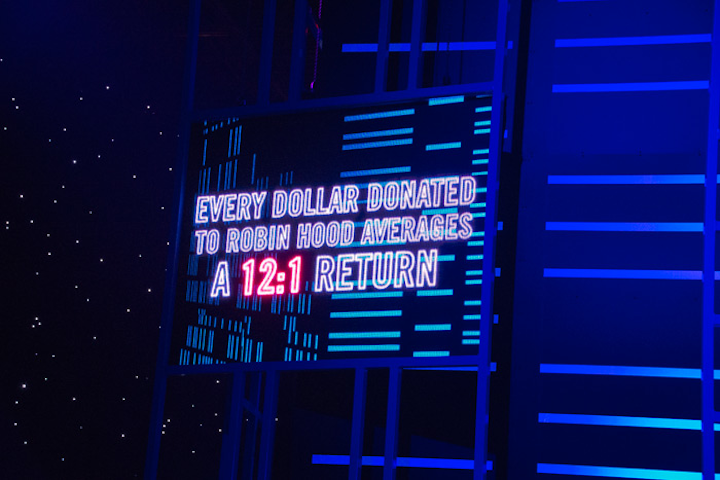 EVERY DOLLAR DONATED
TO ROBIN HOOD AVERAGES
A 12:1 RETURN